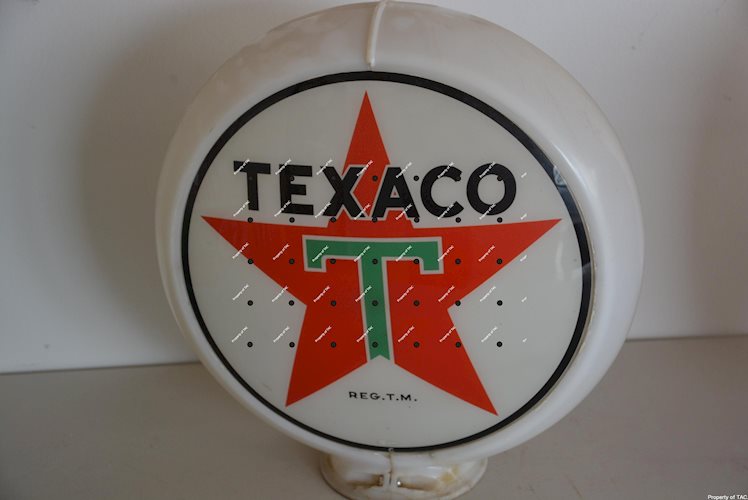 TEXACO
T
REG.T.M.
Property of TAC.